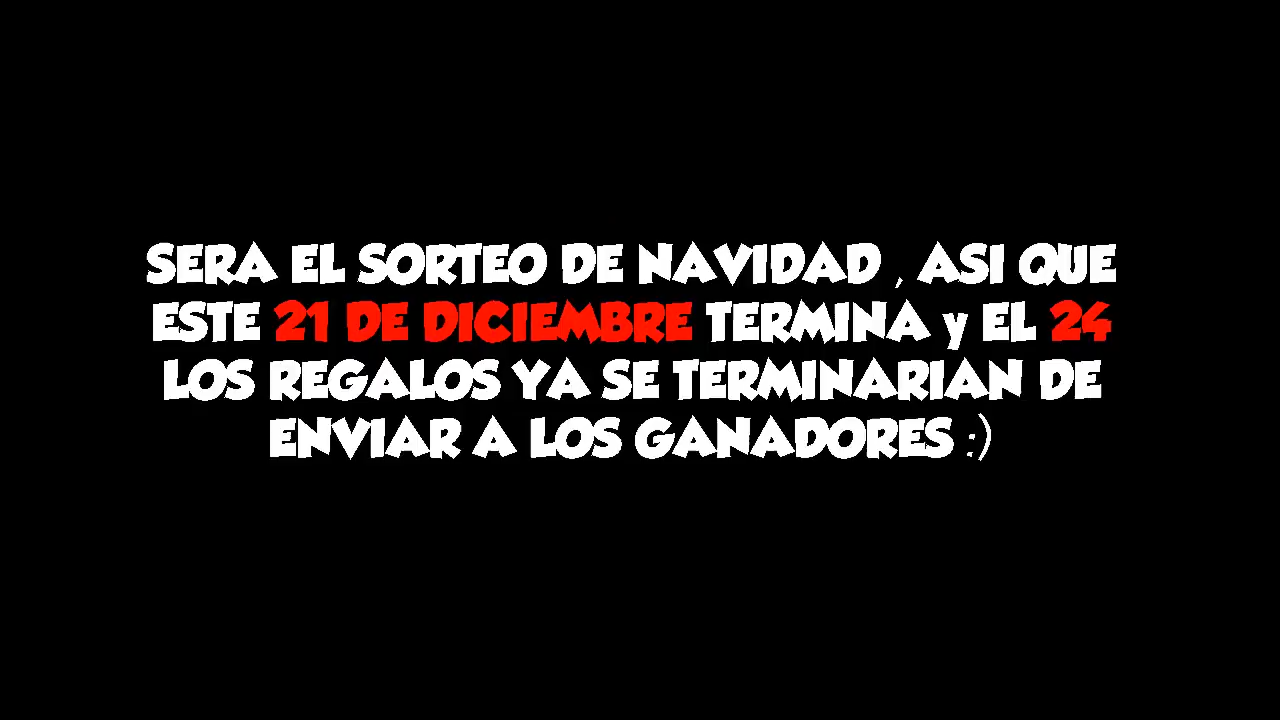 SERA EL SORTEO DE NAVIDAD , ASI QUE
ESTE 21 DE DICIEMBRE TERMINA y EL 24
LOS REGALOS YA SE TERMINARIAN DE
ENVIAR A LOS GANADORES :)